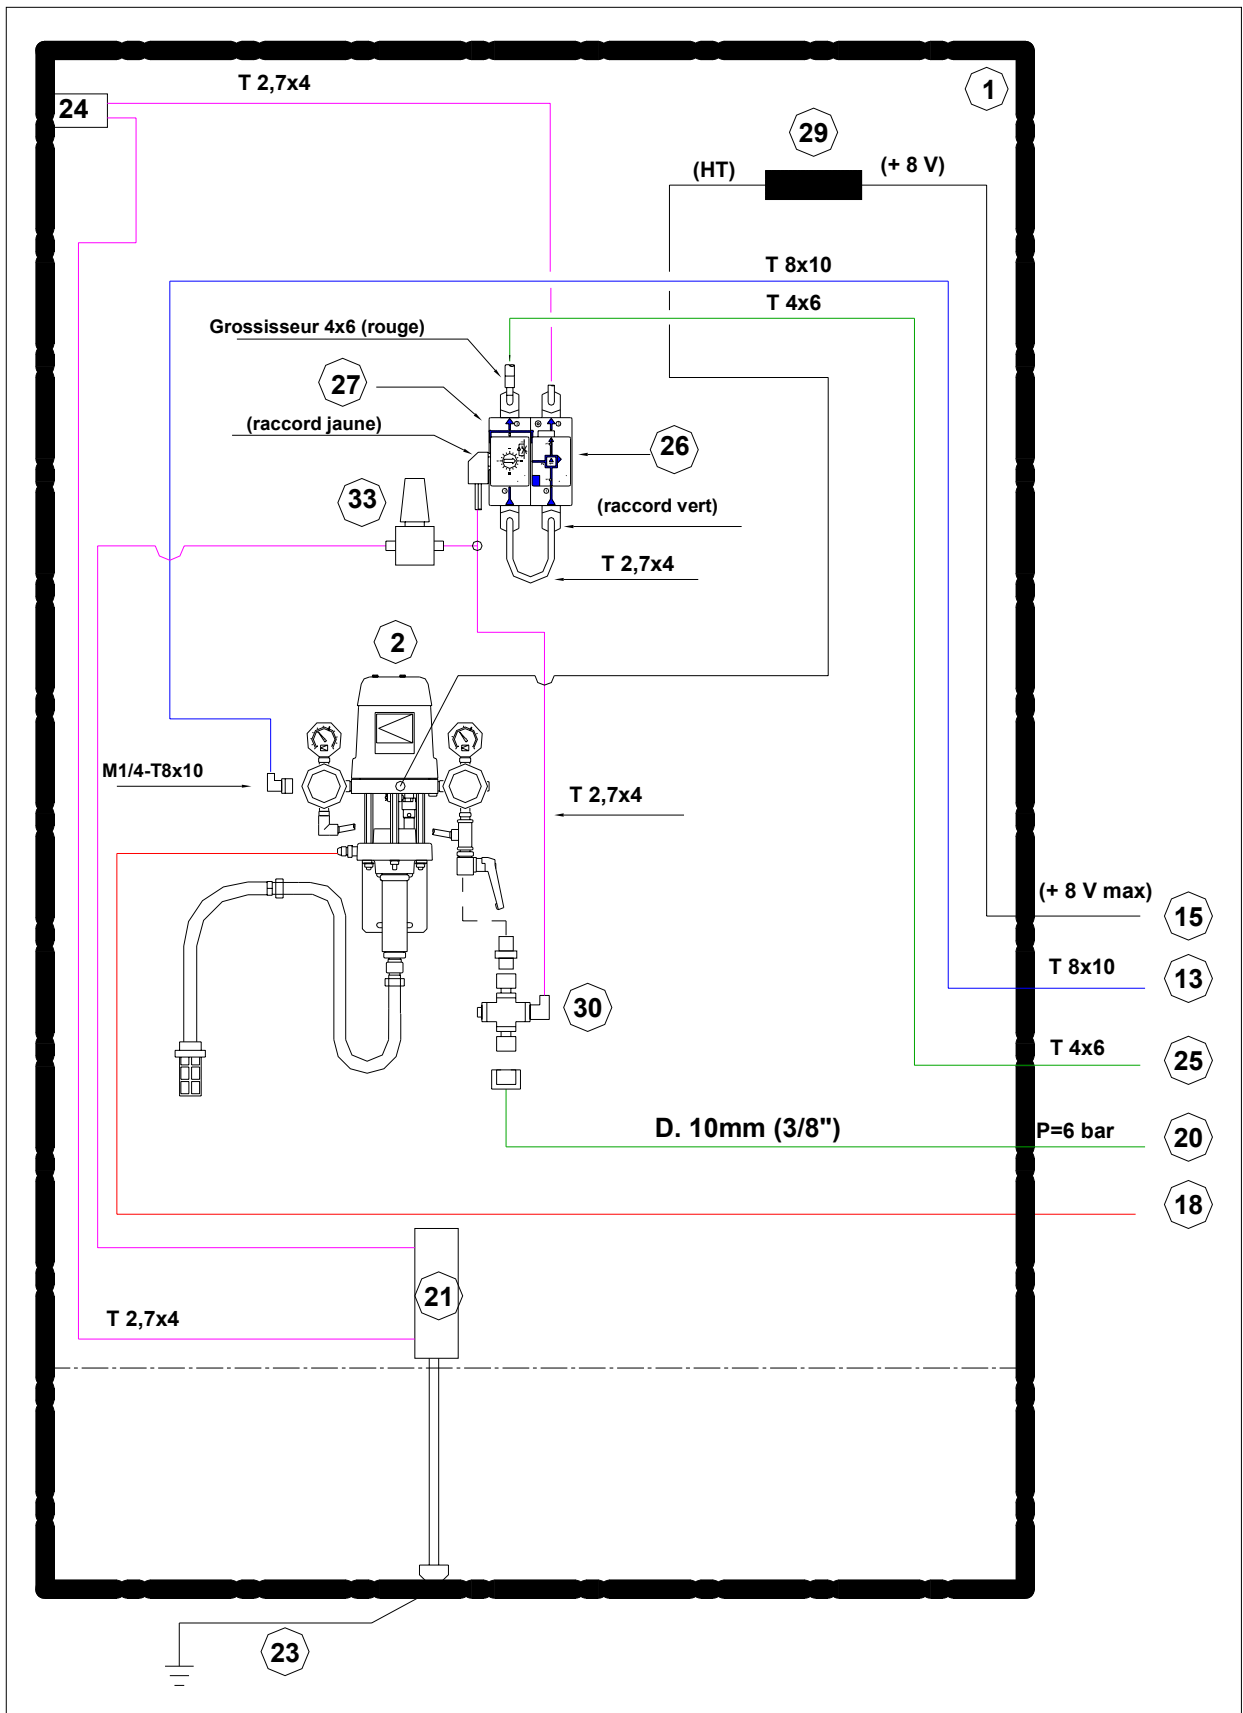 T 2,7x4
1
24
29
(HT)
(+ 8 V)
T 8x10
T 4x6
Grossisseur 4x6 (rouge)
27
(raccord jaune)
26
33
(raccord vert)
T 2,7x4
2
M1/4-T8x10
T 2,7x4
(+ 8 V max)
15
T 8x10
13
30
T 4x6
25
D. 10mm (3/8")
P=6 bar
20
18
21
T 2,7x4
23